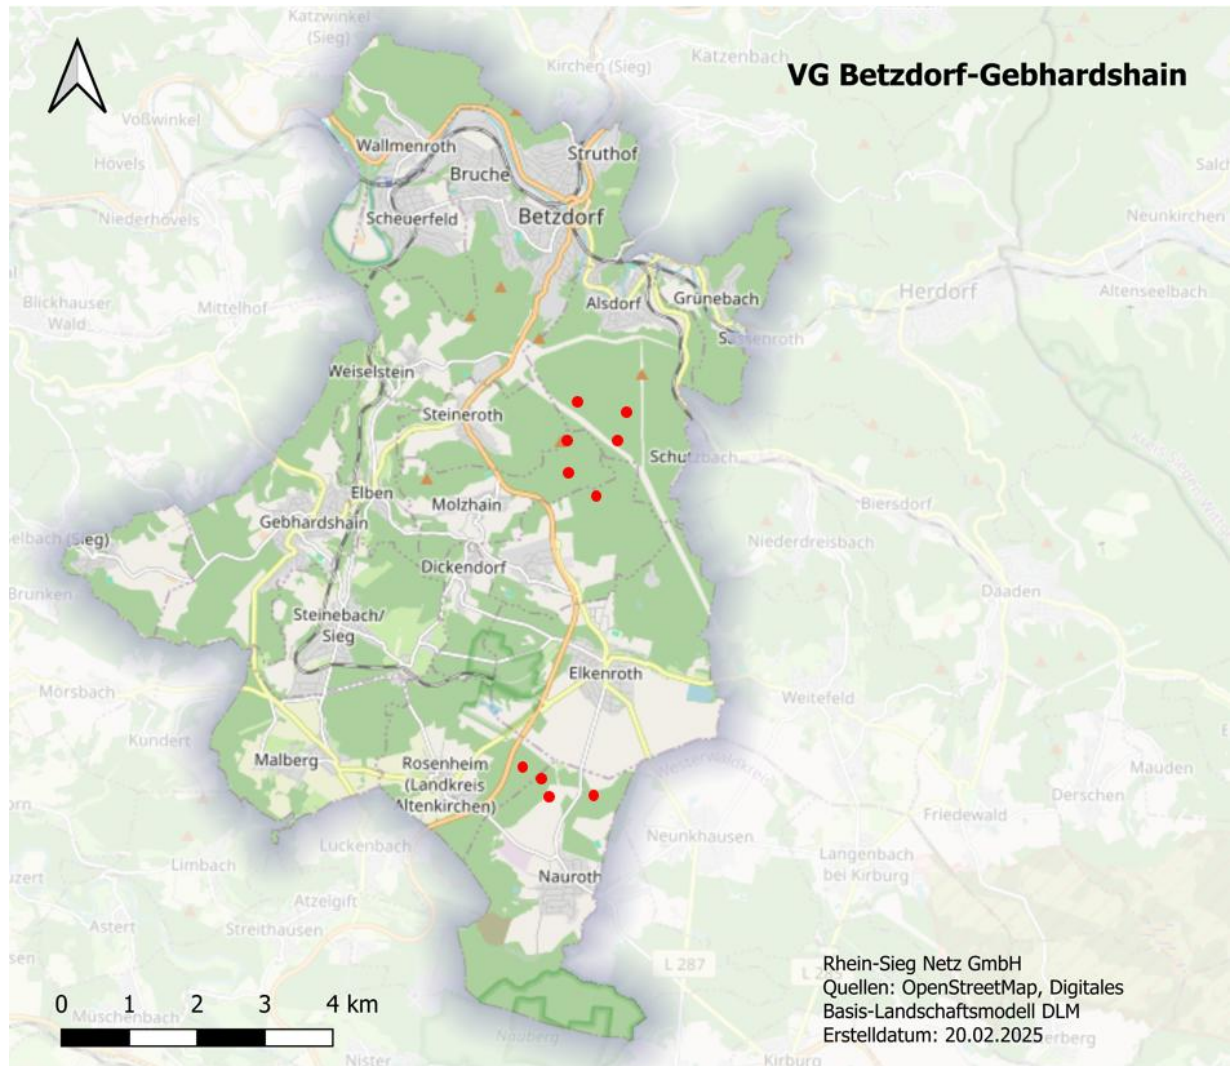 Katzwinkel
(Sieg)
Katzenbach
Kirchen (Sieg)
VG Betzdorf-Gebhardshain
Voßwinkel
Wallmenroth
Struthof
Hövels
Bruche
Niederhövels
Scheuerfeld
Betzdorf
Neunkirchen
Blickhauser
Wald
Mittelhof
Alsdorf
Grünebach
Herdorf
Altenseelbach
Weiselstein
Steineroth
Schutzbach
Elben
Molzhain
Biersdorf
Gebhardshain
Niederdreisbach
Dickendorf
Daaden
Brunken
Steinebach/
Sieg
Elkenroth
Mörsbach
Weitefeld
Kundert
Malberg
Rosenheim
(Landkreis
Altenkirchen)
Westerwaldkreis
Mauden
Derschen
Friedewald
Luckenbach
Neunkhausen
Limbach
Langenbach
bei Kirburg
Nauroth
Atzelgift
Astert
Streithausen
L 287
Rhein-Sieg Netz GmbH
Quellen: OpenStreetMap, Digitales
Basis-Landschaftsmodell DLM
Erstelldatum: 20.02.2025
0 1 2 3 4 km
Müschenbach
Nauberg
Nister
Kirburg